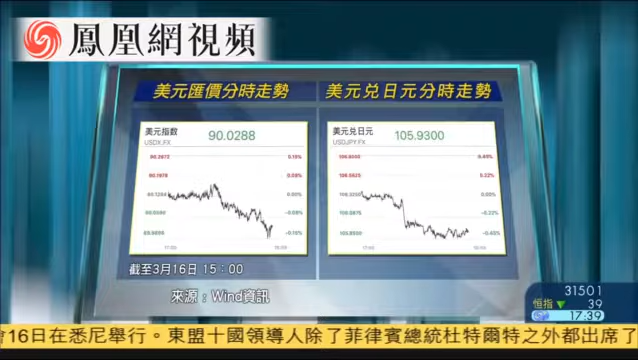 鳳凰網視頻
美元匯價分時走勢
美元兌日元分時走勢
美元指数 90.0288
USDX.FX
美元兑日元 105.9300
USDJPY.FX
截至3月16日 15：00
來源：Wind資訊
31501
恒指 ▼ 39
17:39
會16日在悉尼舉行。東盟十國領導人除了菲律賓總統杜特爾特之外都出席了